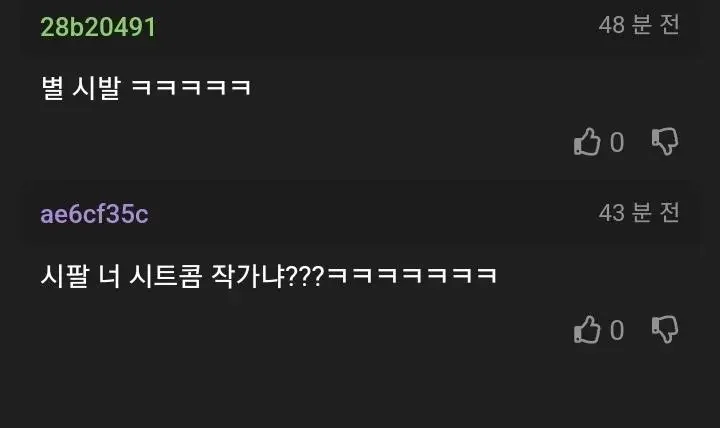 28b20491
48 분 전
별 시발 ㅋㅋㅋㅋㅋ
0
ae6cf35c
43 분 전
시팔 너 시트콤 작가냐???ㅋㅋㅋㅋㅋㅋㅋ
0